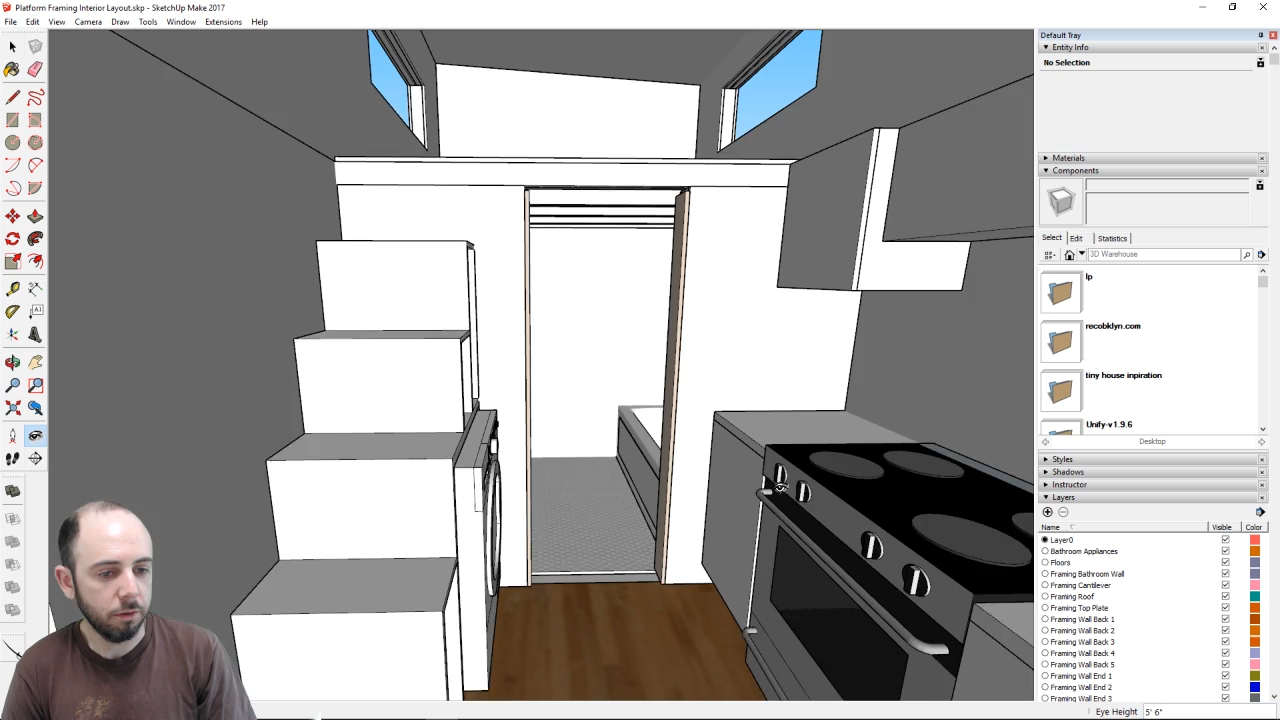 Platform Framing Interior Layout.skp - SketchUp Make 2017
File Edit View Camera Draw Tools Window Extensions Help
Default Tray
Entity Info
No Selection
Materials
Components
Select Edit Statistics
3D Warehouse
lp
recobklyn.com
tiny house inpiration
Unify-v1.9.6
Desktop
Styles
Shadows
Instructor
Layers
Name Visible Color
Layer0
Bathroom Appliances
Floors
Framing Bathroom Wall
Framing Cantilever
Framing Roof
Framing Top Plate
Framing Wall Back 1
Framing Wall Back 2
Framing Wall Back 3
Framing Wall Back 4
Framing Wall Back 5
Framing Wall End 1
Framing Wall End 2
Framing Wall End 3
Eye Height 5' 6"